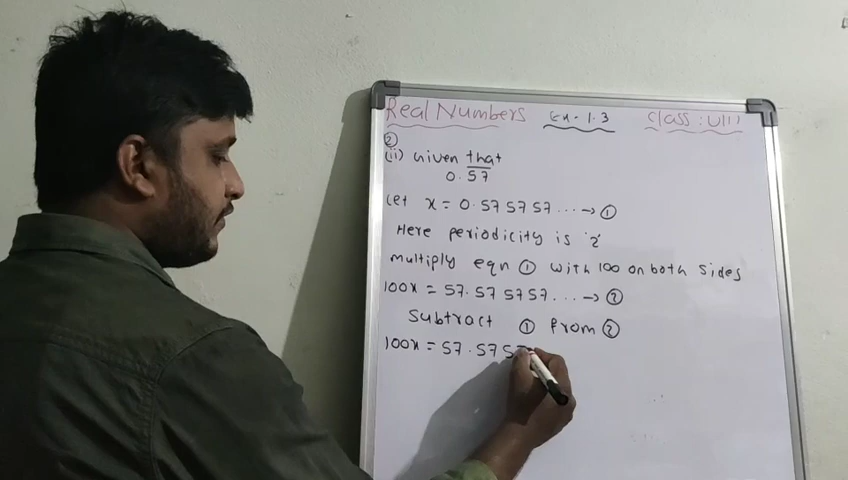 Real Numbers Ex-1.3 Class: VIII
②
(ii) Given that
0.5̅7̅
Let x = 0.575757... → ①
Here periodicity is '2'
multiply eqn ① with 100 on both sides
100x = 57.575757... → ②
Subtract ① from ②
100x = 57.575